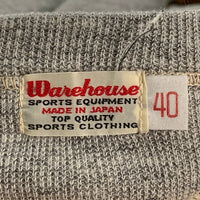 Warehouse
SPORTS EQUIPMENT
MADE IN JAPAN
TOP QUALITY
SPORTS CLOTHING
40